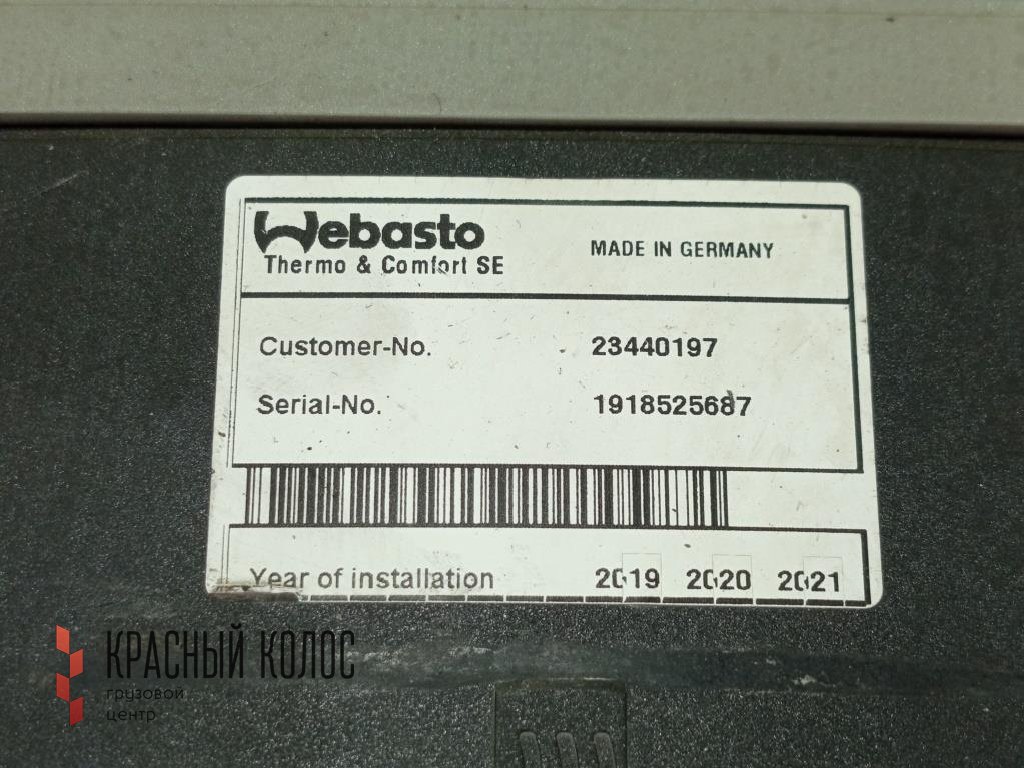 Webasto
Thermo & Comfort SE
MADE IN GERMANY
Customer-No. 23440197
Serial-No. 1918525687
Year of installation 2019 2020 2021
КРАСНЫЙ КОЛОС
грузовой
центр